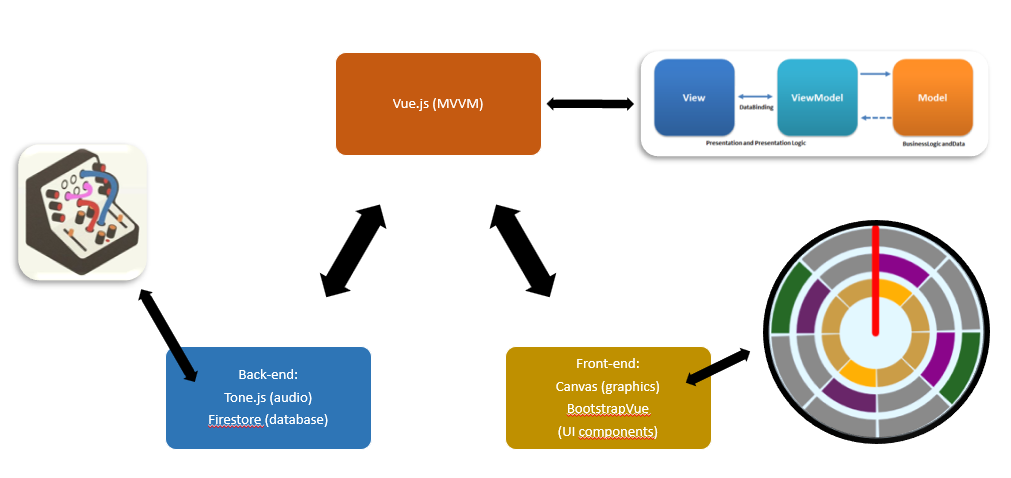 Vue.js (MVVM)
View
DataBinding
ViewModel
Model
Presentation and Presentation Logic
BusinessLogic andData
Back-end:
Tone.js (audio)
Firestore (database)
Front-end:
Canvas (graphics)
BootstrapVue
(UI components)